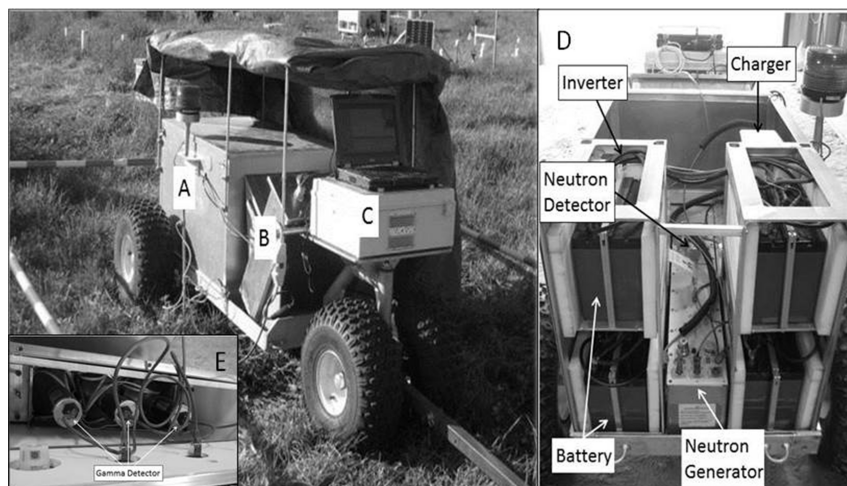 A
B
C
D
Inverter
Charger
Neutron
Detector
E
Gamma Detector
Battery
Neutron
Generator